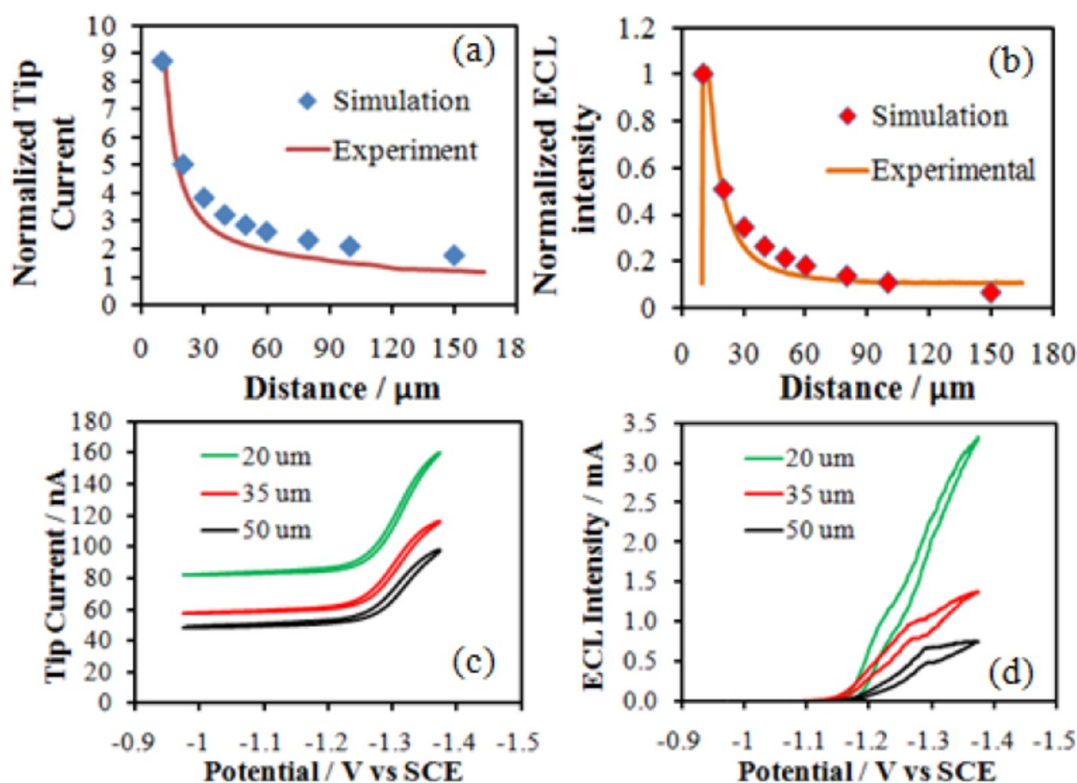 10
9
8
7
6
5
4
3
2
1
0
Normalized Tip
Current
(a)
Simulation
Experiment
0 30 60 90 120 150 18
Distance / μm
1.2
1
0.8
0.6
0.4
0.2
0
Normalized ECL
intensity
(b)
Simulation
Experimental
0 30 60 90 120 150 180
Distance / μm
180
160
140
120
100
80
60
40
20
0
Tip Current / nA
20 um
35 um
50 um
(c)
-0.9 -1 -1.1 -1.2 -1.3 -1.4 -1.5
Potential / V vs SCE
3.5
3.0
2.5
2.0
1.5
1.0
0.5
0.0
ECL Intensity / mA
20 um
35 um
50 um
(d)
-0.9 -1 -1.1 -1.2 -1.3 -1.4 -1.5
Potential / V vs SCE